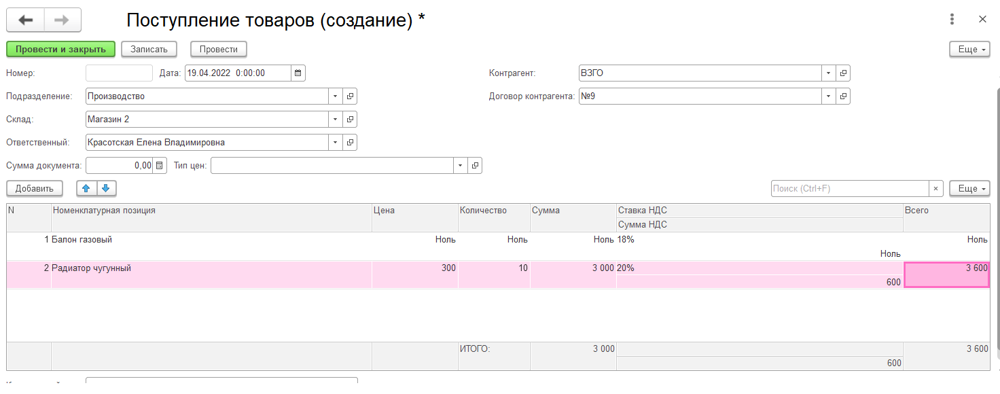 Поступление товаров (создание) *
Провести и закрыть Записать Провести Еще
Номер: Дата: 19.04.2022 0:00:00 Контрагент: ВЗГО
Подразделение: Производство Договор контрагента: №9
Склад: Магазин 2
Ответственный: Красотская Елена Владимировна
Сумма документа: 0,00 Тип цен:
Добавить Поиск (Ctrl+F) × Еще
N Номенклатурная позиция Цена Количество Сумма Ставка НДС Всего
Сумма НДС
1 Балон газовый Ноль Ноль Ноль 18% Ноль
Ноль
2 Радиатор чугунный 300 10 3 000 20% 3 600
600
ИТОГО: 3 000 3 600
600